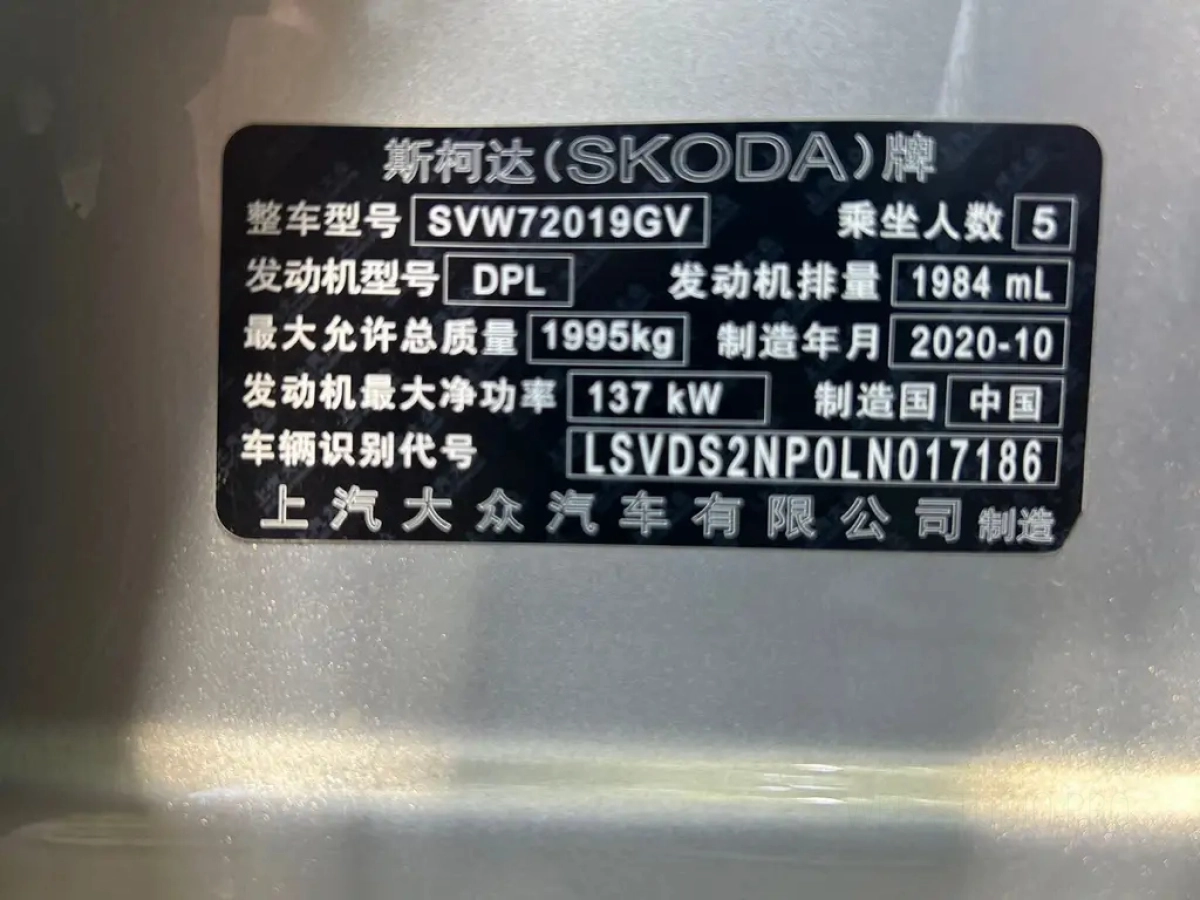 斯柯达(SKODA)牌
整车型号 SVW72019GV 乘坐人数 5
发动机型号 DPL 发动机排量 1984 mL
最大允许总质量 1995kg 制造年月 2020-10
发动机最大净功率 137 kW 制造国 中国
车辆识别代号 LSVDS2NP0LN017186
上汽大众汽车有限公司 制造